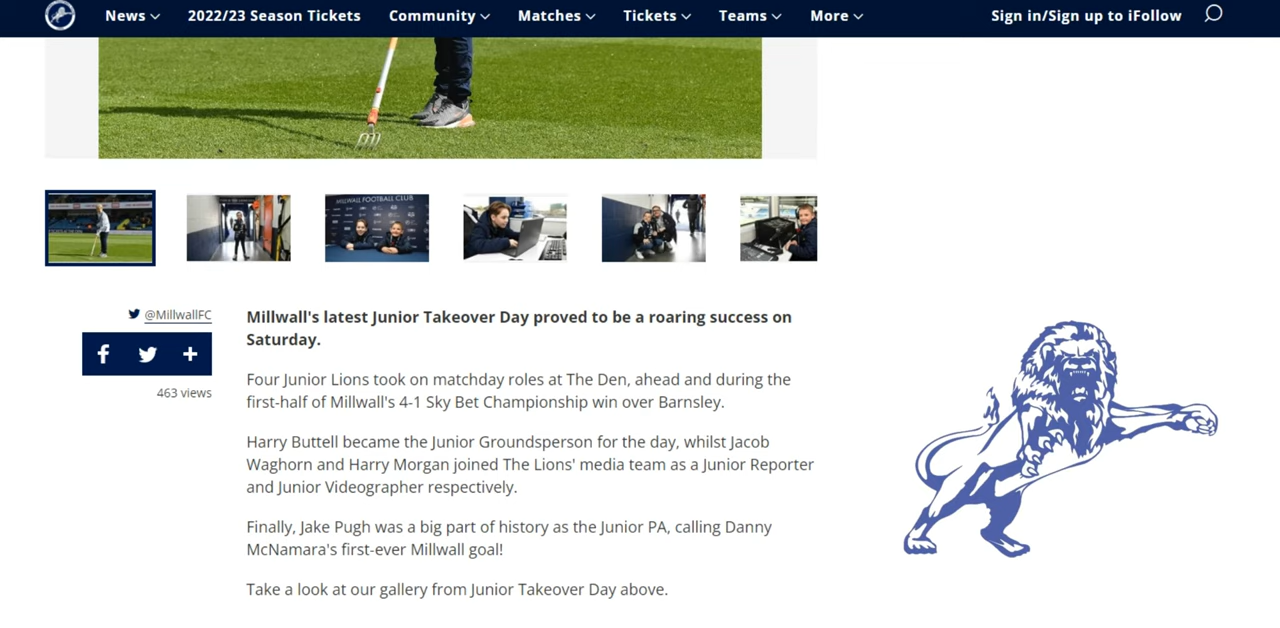 News 2022/23 Season Tickets Community Matches Tickets Teams More Sign in/Sign up to iFollow
MILLWALL FOOTBALL CLUB
@MillwallFC
463 views
Millwall's latest Junior Takeover Day proved to be a roaring success on
Saturday.
Four Junior Lions took on matchday roles at The Den, ahead and during the
first-half of Millwall's 4-1 Sky Bet Championship win over Barnsley.
Harry Buttell became the Junior Groundsperson for the day, whilst Jacob
Waghorn and Harry Morgan joined The Lions' media team as a Junior Reporter
and Junior Videographer respectively.
Finally, Jake Pugh was a big part of history as the Junior PA, calling Danny
McNamara's first-ever Millwall goal!
Take a look at our gallery from Junior Takeover Day above.